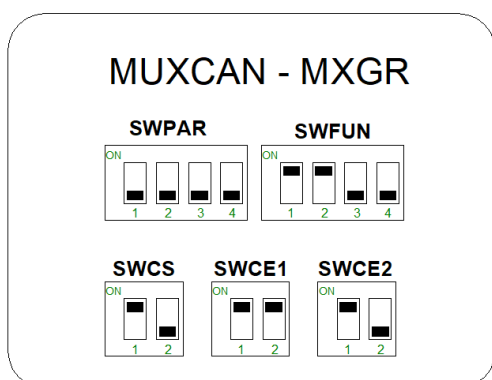 MUXCAN - MXGR
SWPAR SWFUN
ON ON
1 2 3 4 1 2 3 4
SWCS SWCE1 SWCE2
ON ON ON
1 2 1 2 1 2